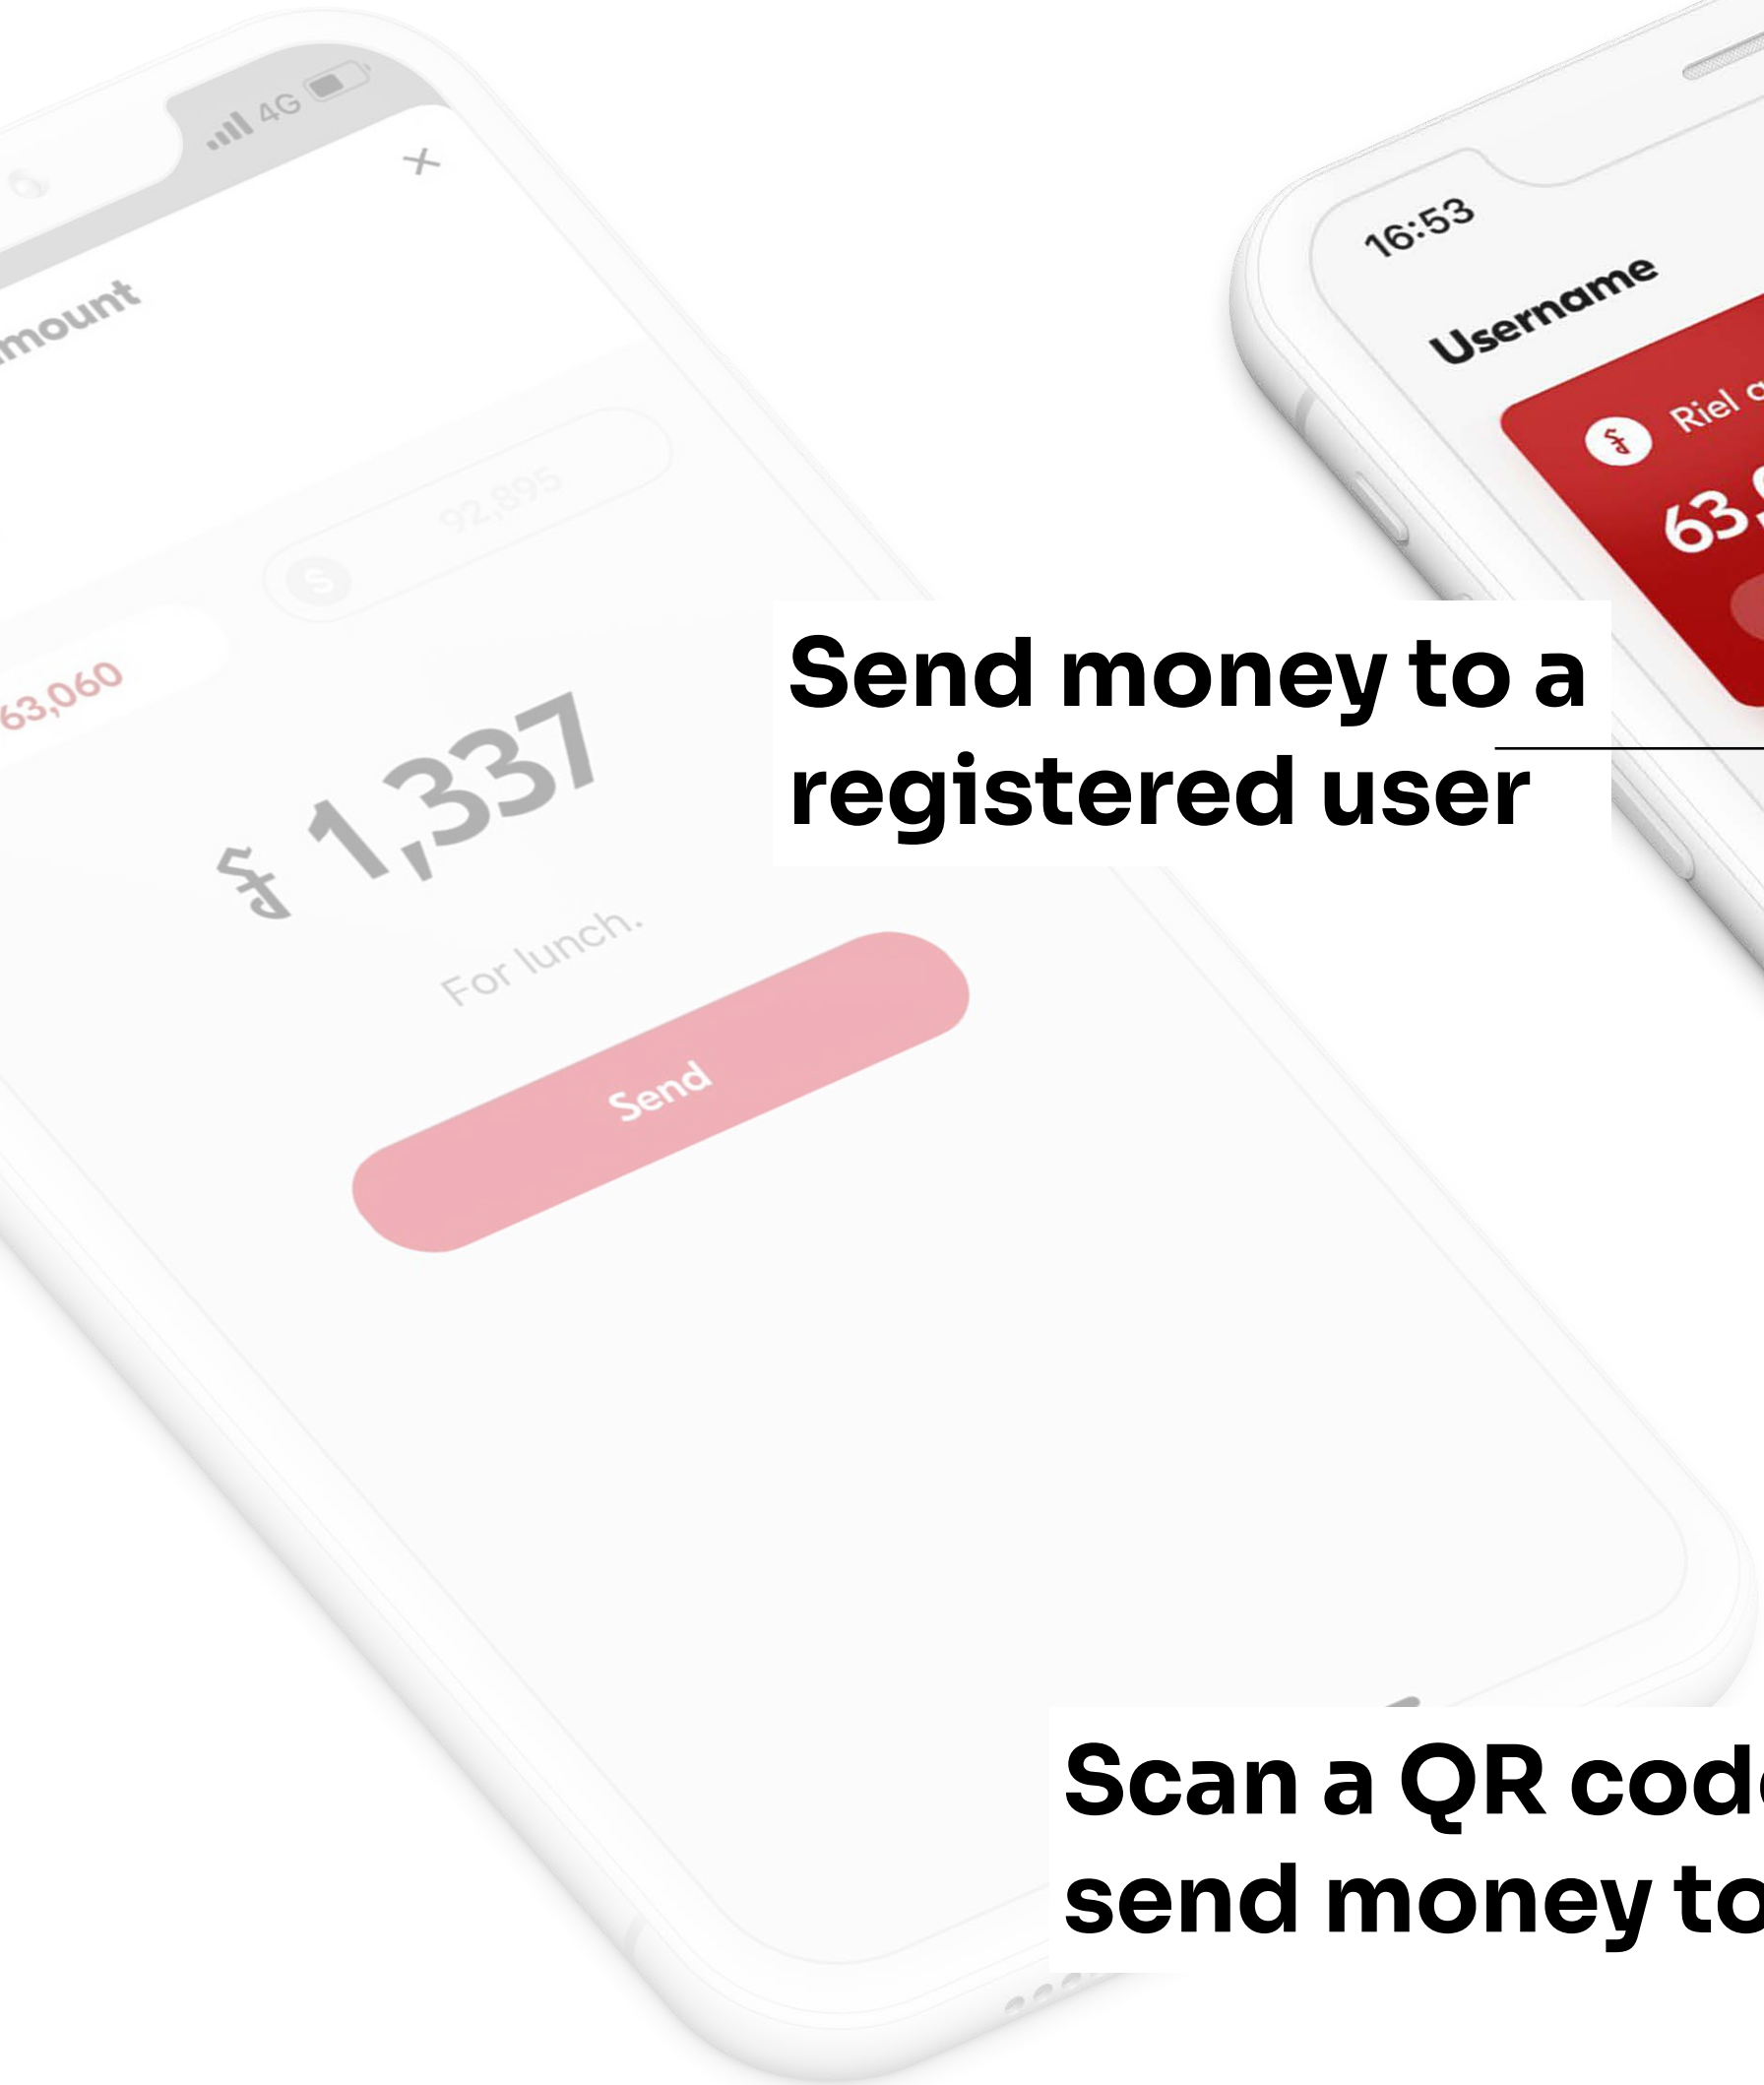 4G
mount
92,895
S
63,060
៛ 1,337
For lunch.
Send
16:53
Username
៛ Riel
63,
Send money to a
registered user
Scan a QR code
send money to